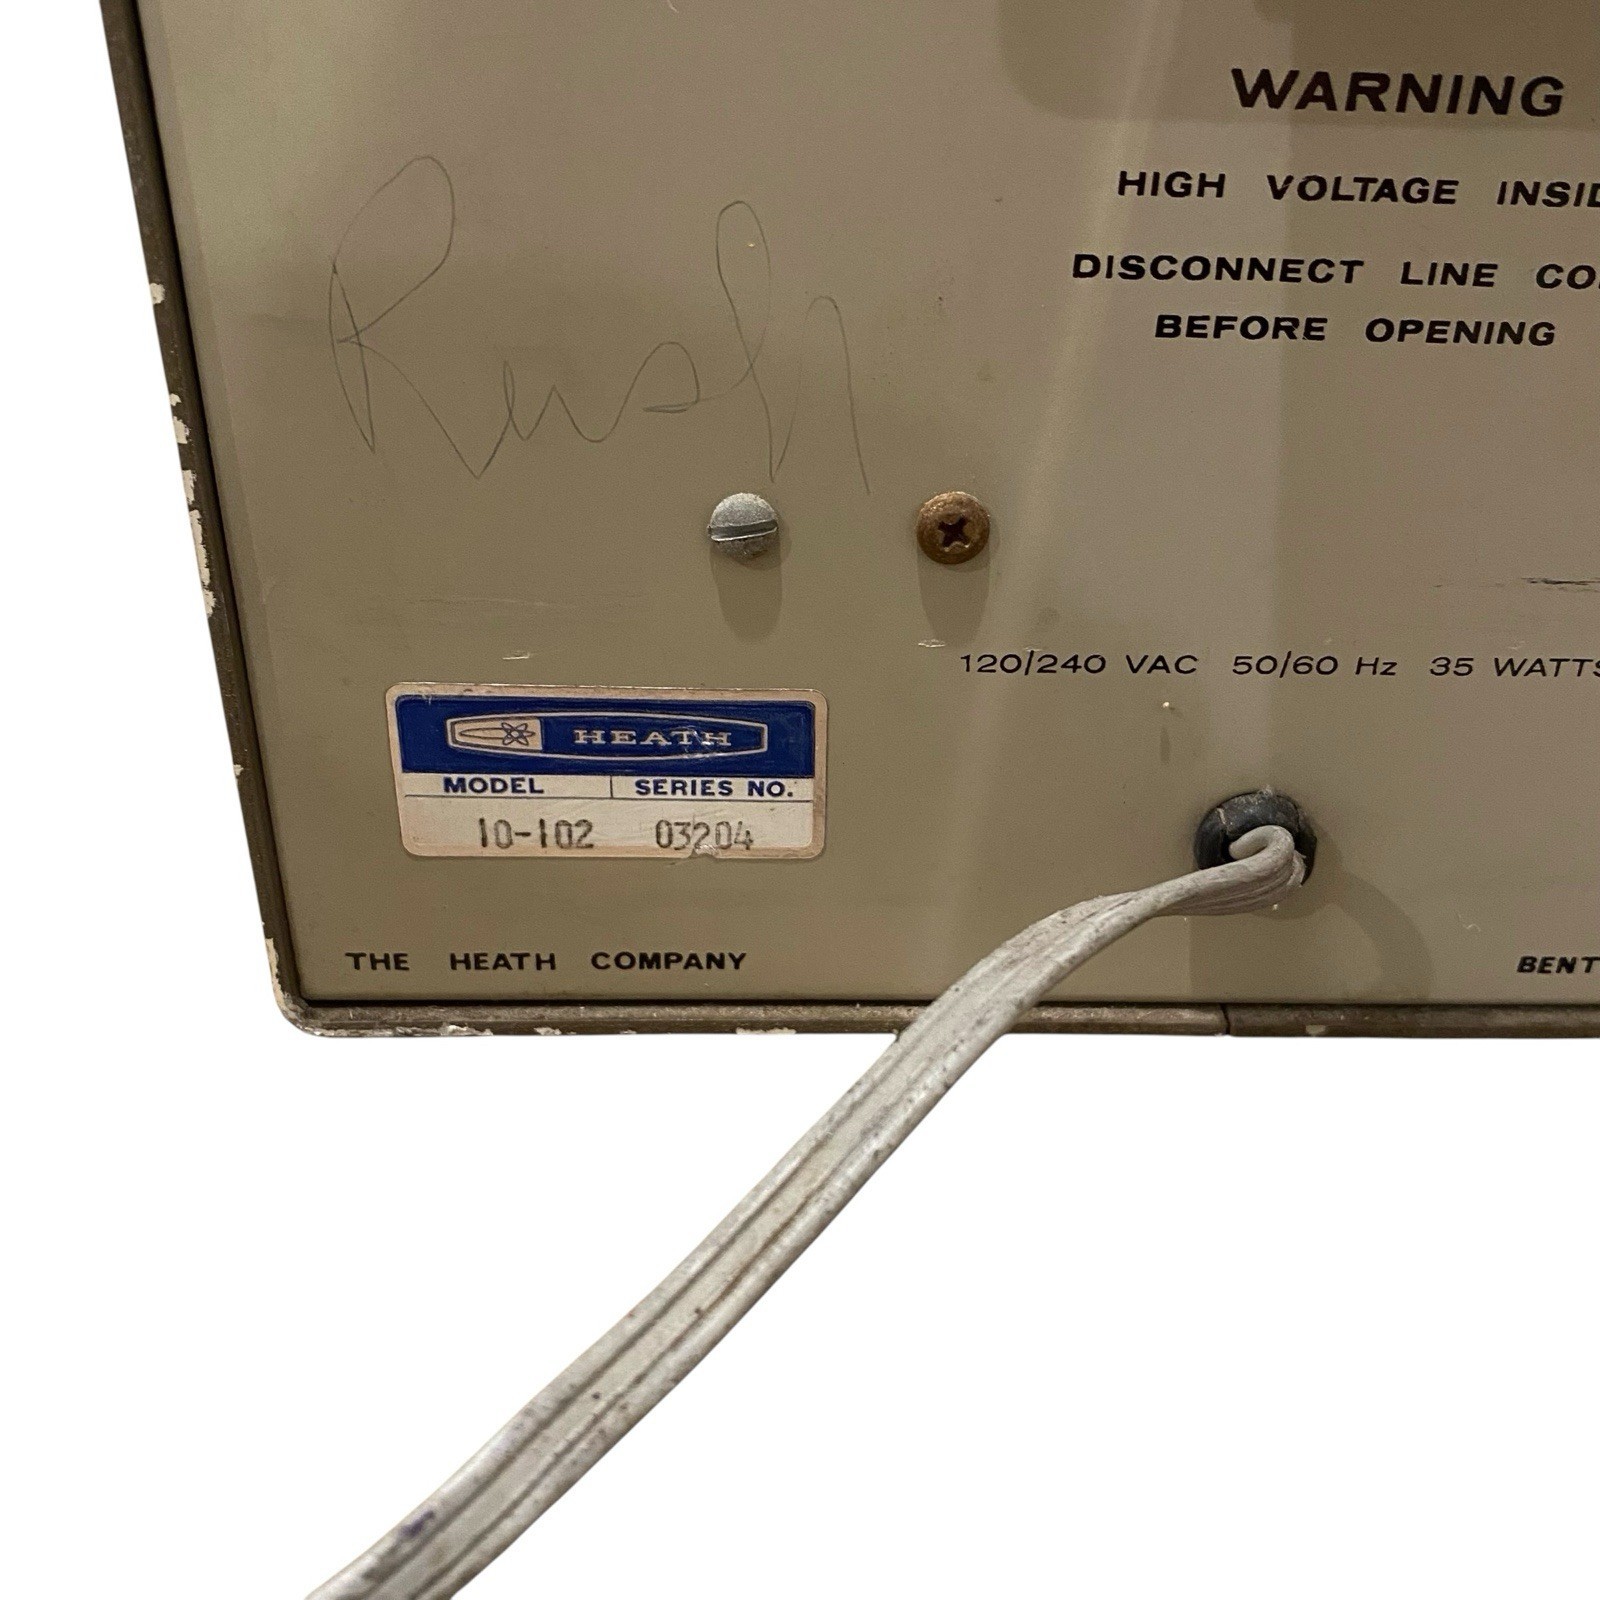 WARNING
HIGH VOLTAGE INSID
DISCONNECT LINE CO
BEFORE OPENING
Rush
120/240 VAC 50/60 Hz 35 WATTS
HEATH
MODEL SERIES NO.
10-102 03204
THE HEATH COMPANY
BENT